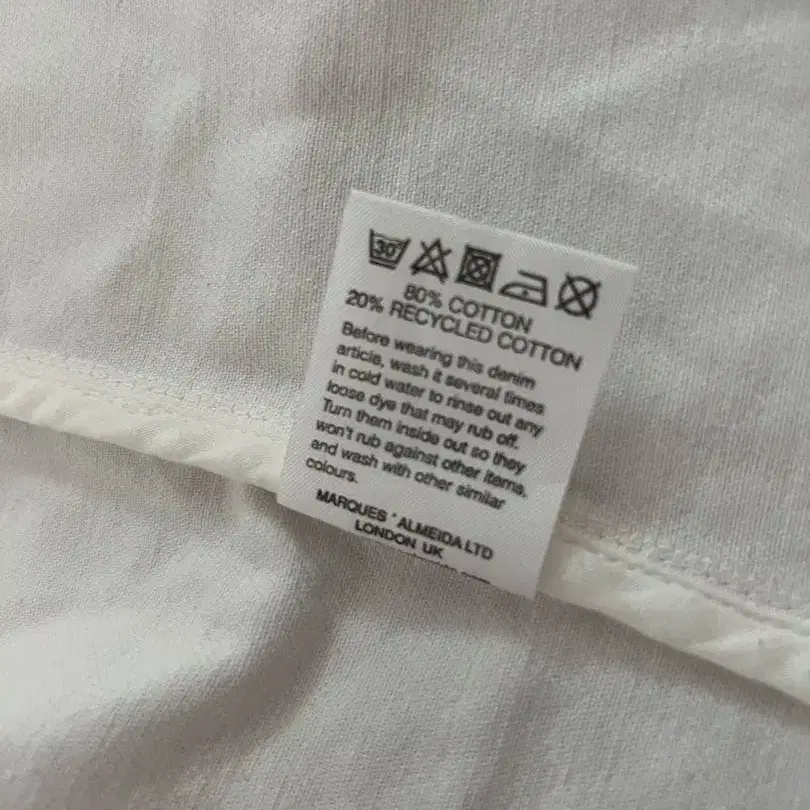 30
80% COTTON
20% RECYCLED COTTON
Before wearing this denim
article, wash it several times
in cold water to rinse out any
loose dye that may rub off.
Turn them inside out so they
won't rub against other items,
and wash with other similar
colours.
MARQUES ' ALMEIDA LTD
LONDON UK